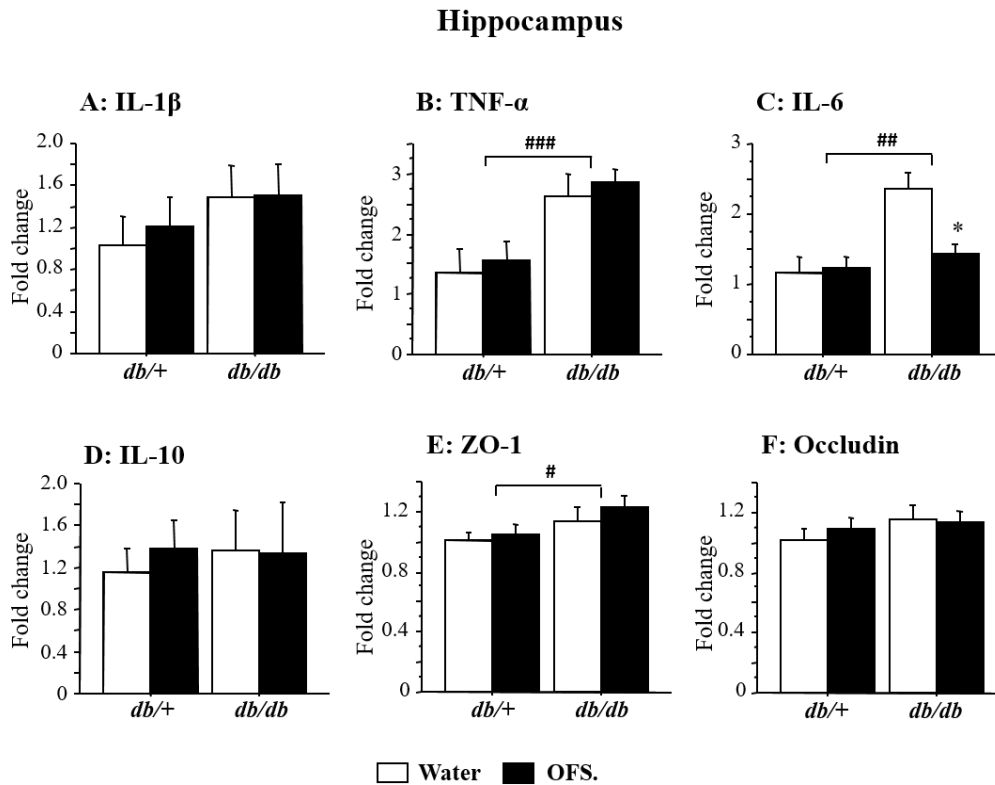 Hippocampus
A: IL-1β
Fold change
2.0
1.6
1.2
0.8
0.4
0
db/+
db/db
B: TNF-α
###
Fold change
3
2
1
0
db/+
db/db
C: IL-6
##
*
Fold change
3
2
1
0
db/+
db/db
D: IL-10
Fold change
2.0
1.6
1.2
0.8
0.4
0
db/+
db/db
E: ZO-1
#
Fold change
1.2
0.8
0.4
0
db/+
db/db
F: Occludin
Fold change
1.2
0.8
0.4
0
db/+
db/db
Water
OFS.